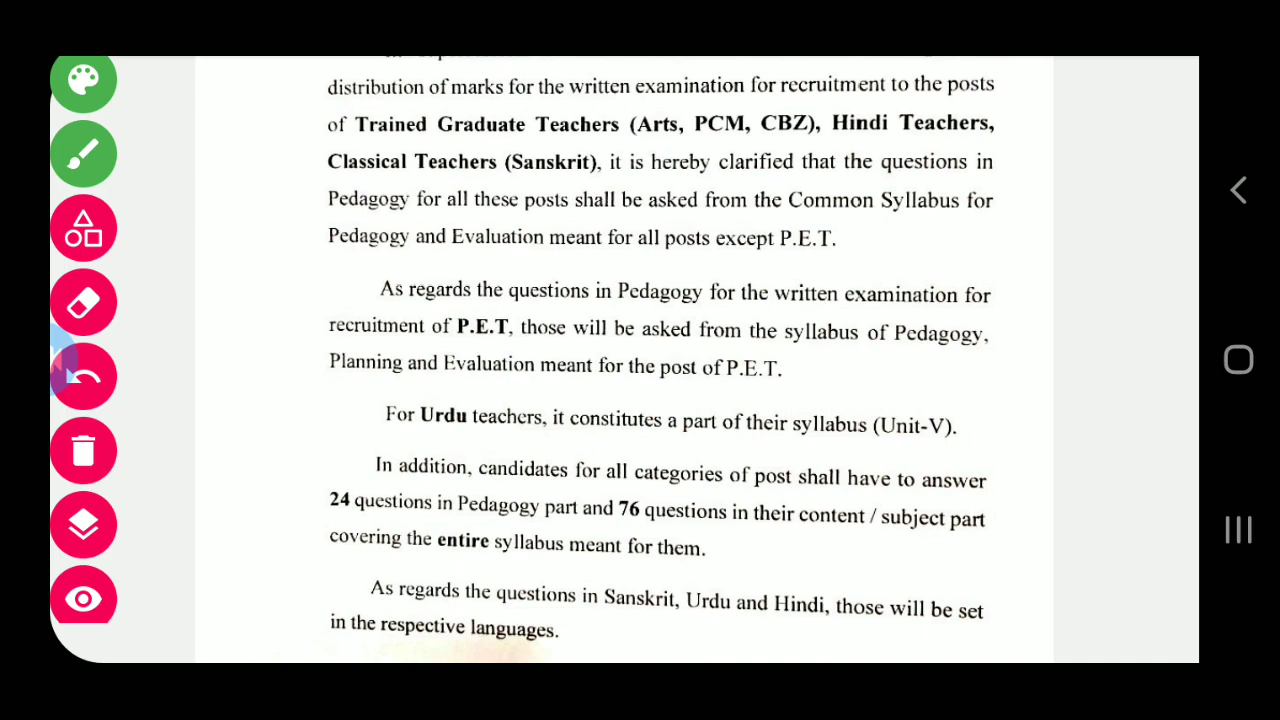 distribution of marks for the written examination for recruitment to the posts
of Trained Graduate Teachers (Arts, PCM, CBZ), Hindi Teachers,
Classical Teachers (Sanskrit), it is hereby clarified that the questions in
Pedagogy for all these posts shall be asked from the Common Syllabus for
Pedagogy and Evaluation meant for all posts except P.E.T.
As regards the questions in Pedagogy for the written examination for
recruitment of P.E.T, those will be asked from the syllabus of Pedagogy,
Planning and Evaluation meant for the post of P.E.T.
For Urdu teachers, it constitutes a part of their syllabus (Unit-V).
In addition, candidates for all categories of post shall have to answer
24 questions in Pedagogy part and 76 questions in their content / subject part
covering the entire syllabus meant for them.
As regards the questions in Sanskrit, Urdu and Hindi, those will be set
in the respective languages.